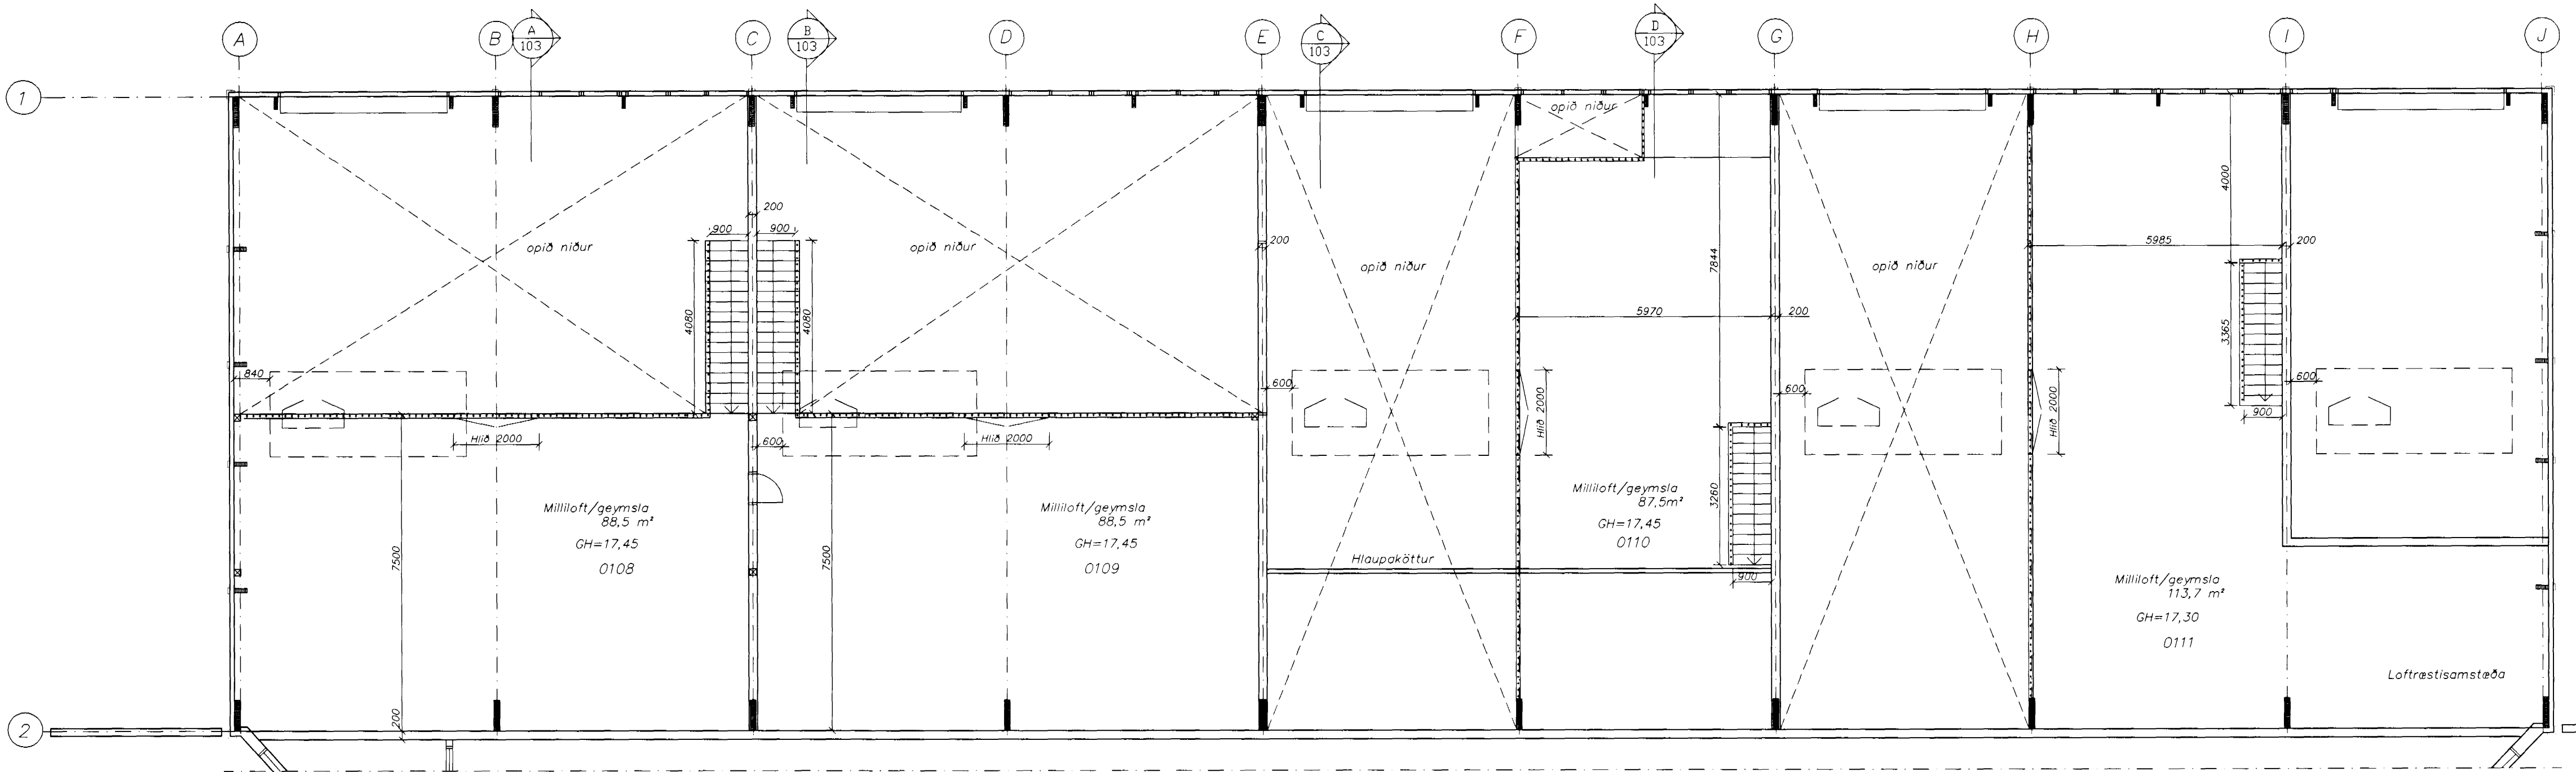 A
B
A
103
C
B
103
D
E
C
103
F
D
103
G
H
I
J
1
opið niður
4000
200
900
900
opið niður
opið niður
200
5985
200
opið niður
opið niður
7844
4080
4080
5970
200
3365
840
600
600
600
900
Hlið 2000
Hlið 2000
Hlið 2000
Hlið 2000
600
Milliloft/geymsla
88,5 m²
GH=17,45
0108
Milliloft/geymsla
88,5 m²
GH=17,45
0109
Milliloft/geymsla
87,5m²
GH=17,45
0110
3260
7500
7500
Hlaupaköttur
900
Milliloft/geymsla
113,7 m²
GH=17,30
0111
Loftræstisamstæða
200
2